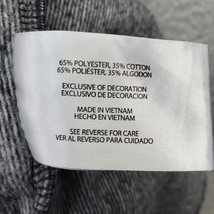 65% POLYESTER, 35% COTTON
65% POLIÉSTER, 35% ALGODON
EXCLUSIVE OF DECORATION
EXCLUSIVO DE DECORACION
MADE IN VIETNAM
HECHO EN VIETNAM
SEE REVERSE FOR CARE
VER AL REVERSO PARA CUIDADO